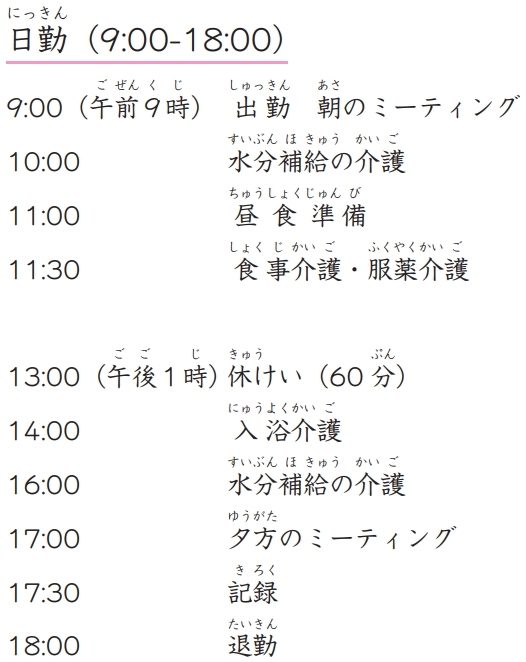 にっきん
日勤（9:00-18:00）
ご ぜん く じ しゅっきん あさ
9:00（午前９時） 出勤 朝のミーティング
すいぶん ほ きゅう かい ご
10:00 水分補給の介護
ちゅうしょくじゅん び
11:00 昼食準備
しょく じ かい ご ふくやくかい ご
11:30 食事介護・服薬介護
ご ご じ きゅう ぷん
13:00（午後１時）休けい（60 分）
にゅうよくかい ご
14:00 入浴介護
すいぶん ほ きゅう かい ご
16:00 水分補給の介護
ゆうがた
17:00 夕方のミーティング
き ろく
17:30 記録
たいきん
18:00 退勤